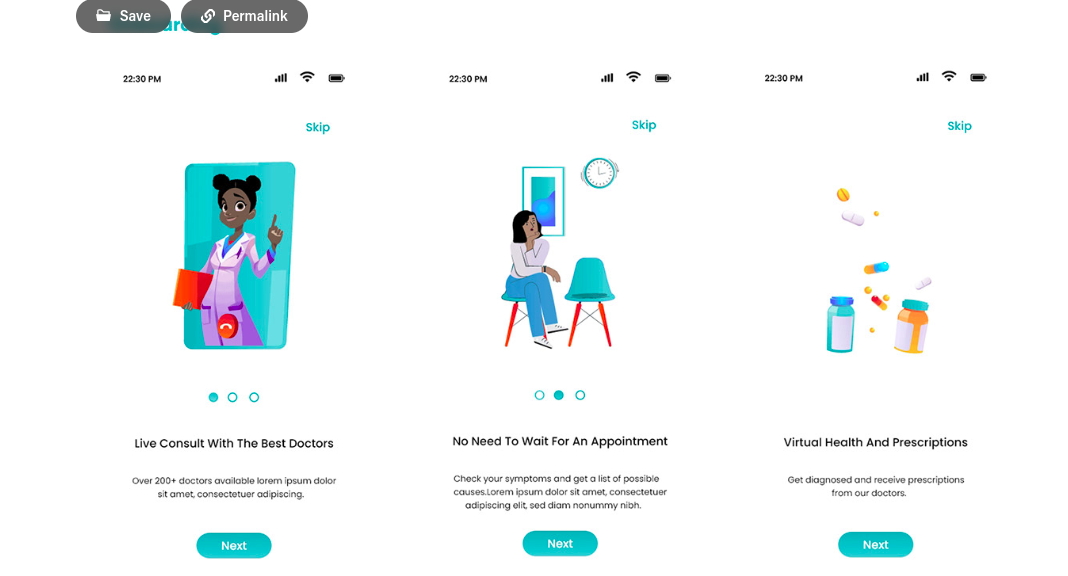 Save
Permalink
22:30 PM
Skip
Live Consult With The Best Doctors
Over 200+ doctors available lorem ipsum dolor
sit amet, consectetuer adipiscing.
Next
22:30 PM
Skip
No Need To Wait For An Appointment
Check your symptoms and get a list of possible
causes.Lorem ipsum dolor sit amet, consectetuer
adipiscing elit, sed diam nonummy nibh.
Next
22:30 PM
Skip
Virtual Health And Prescriptions
Get diagnosed and receive prescriptions
from our doctors.
Next